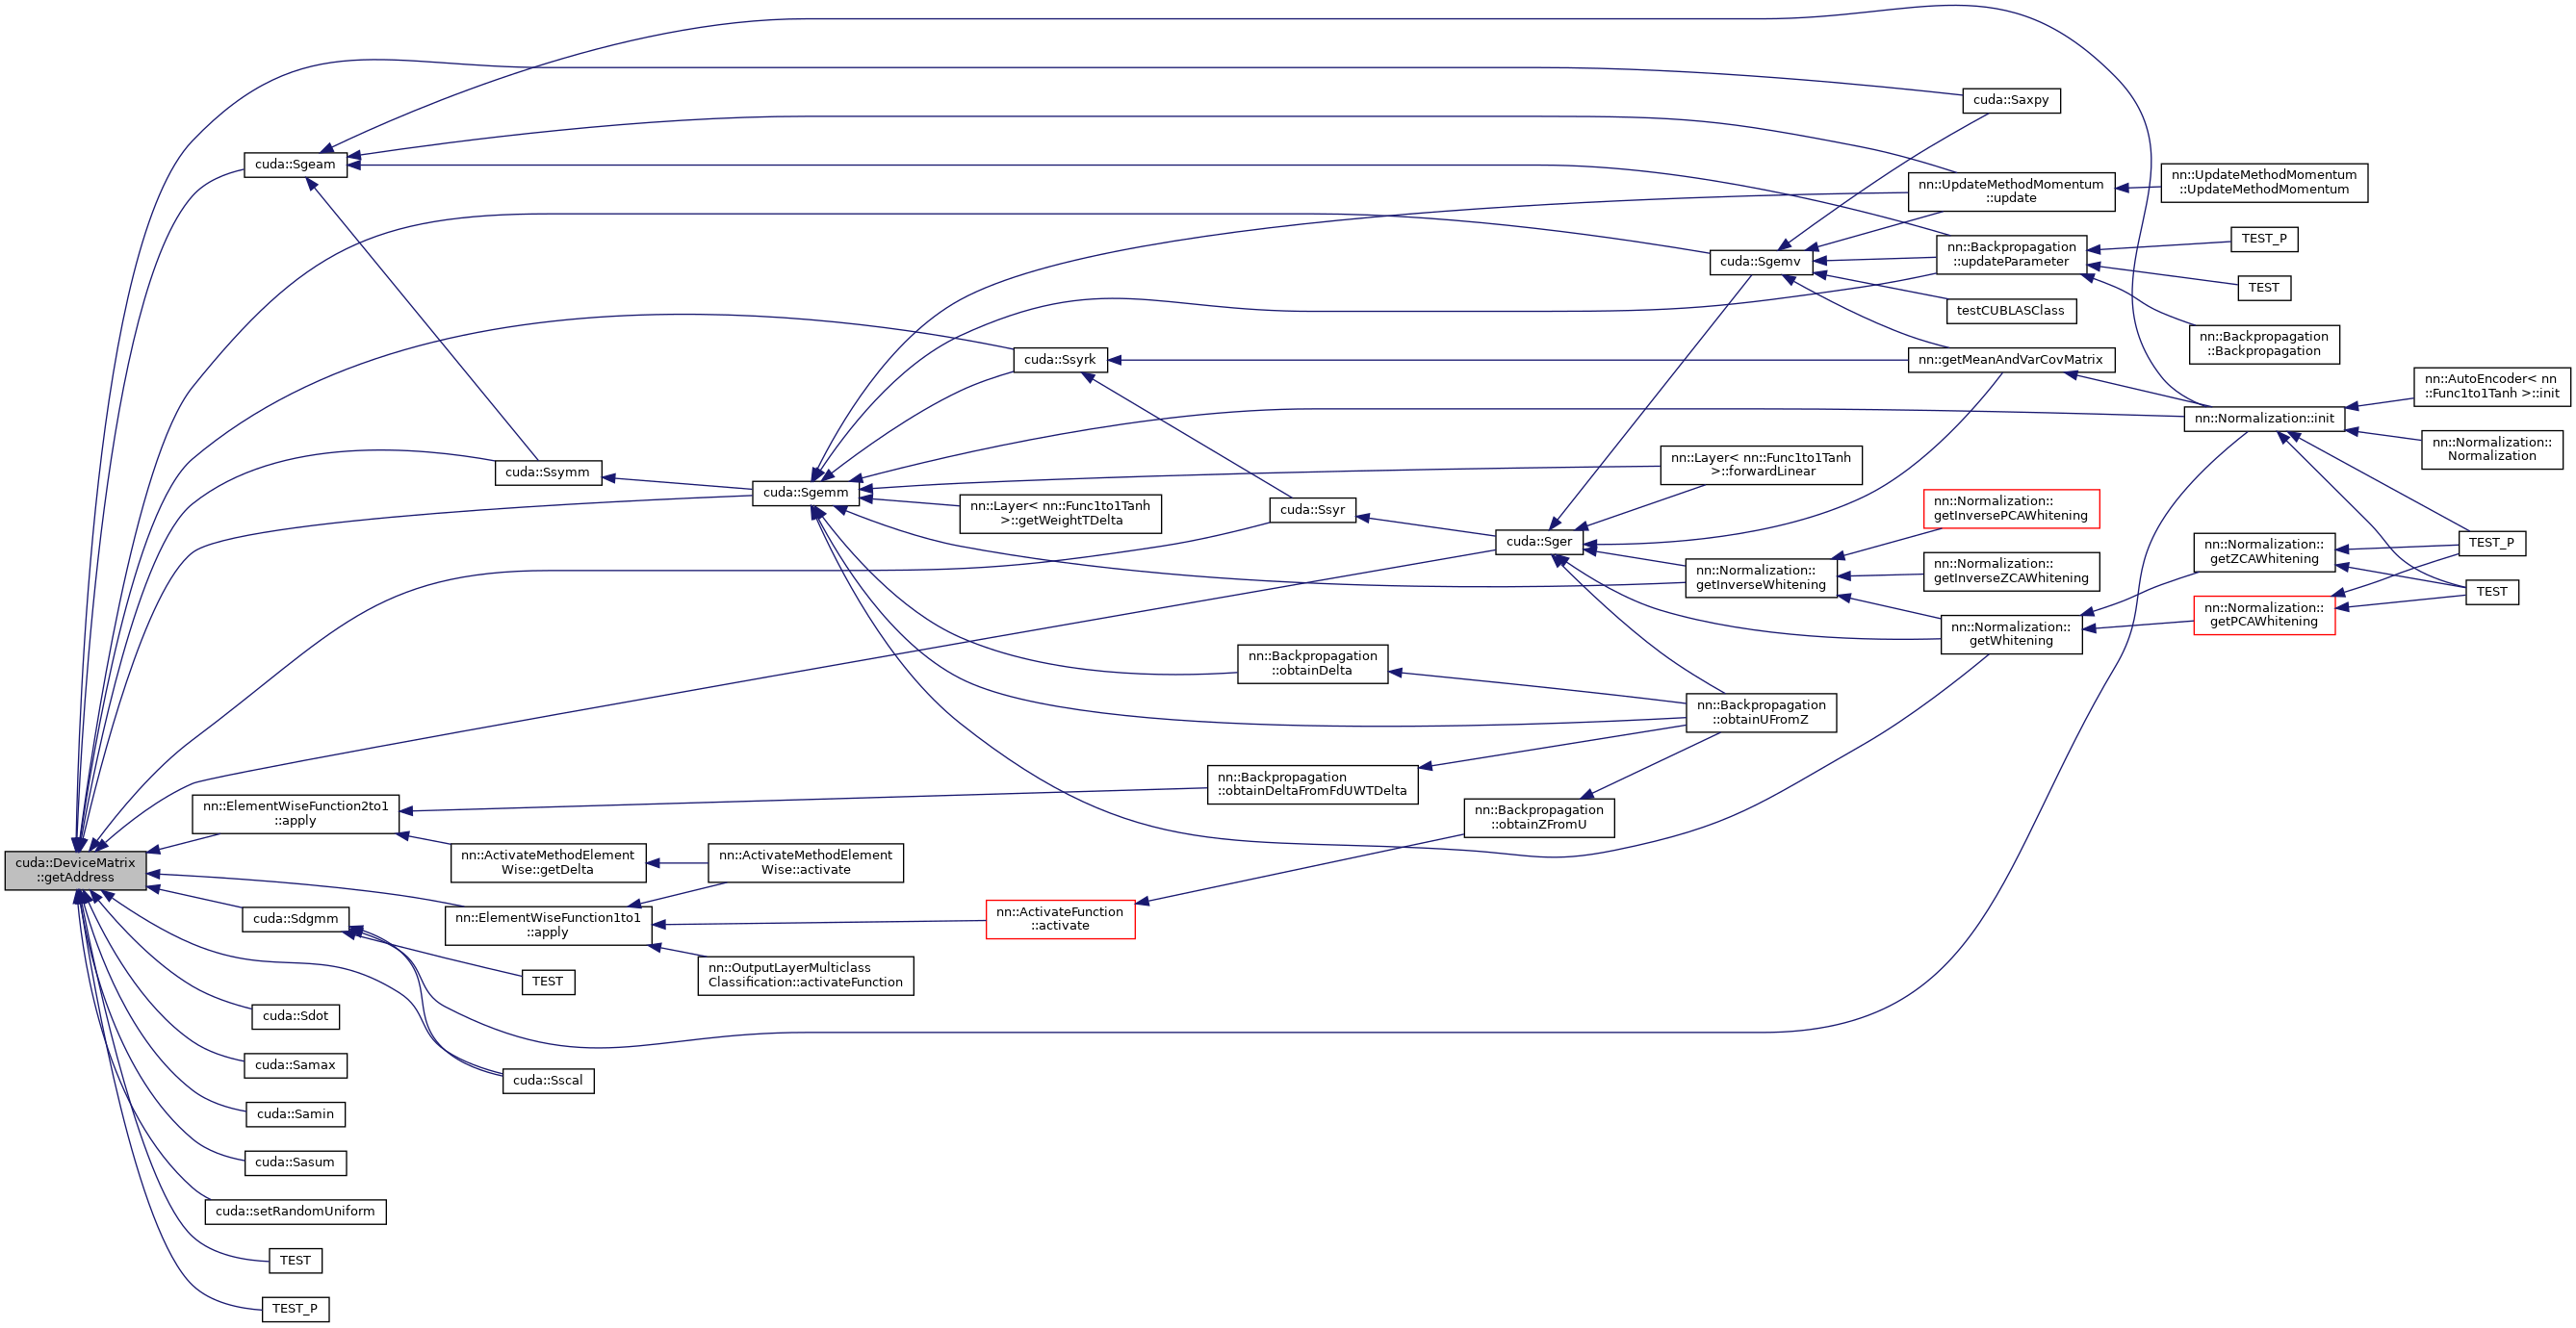 cuda::DeviceMatrix
::getAddress
cuda::Sgeam
nn::ElementWiseFunction2to1
::apply
cuda::Sdgmm
cuda::Sdot
cuda::Samax
cuda::Samin
cuda::Sasum
cuda::setRandomUniform
TEST
TEST_P
cuda::Ssymm
nn::ActivateMethodElement
Wise::getDelta
nn::ElementWiseFunction1to1
::apply
TEST
cuda::Sscal
cuda::Sgemm
nn::ActivateMethodElement
Wise::activate
nn::OutputLayerMulticlass
Classification::activateFunction
cuda::Ssyrk
nn::Layer< nn::Func1to1Tanh
>::getWeightTDelta
nn::ActivateFunction
::activate
cuda::Ssyr
nn::Backpropagation
::obtainDelta
nn::Backpropagation
::obtainDeltaFromFdUWTDelta
cuda::Sger
nn::Backpropagation
::obtainZFromU
cuda::Sgemv
nn::Layer< nn::Func1to1Tanh
>::forwardLinear
nn::Normalization::
getInverseWhitening
nn::Backpropagation
::obtainUFromZ
cuda::Saxpy
nn::UpdateMethodMomentum
::update
nn::Backpropagation
::updateParameter
testCUBLASClass
nn::getMeanAndVarCovMatrix
nn::Normalization::
getInversePCAWhitening
nn::Normalization::
getInverseZCAWhitening
nn::Normalization::
getWhitening
nn::UpdateMethodMomentum
::UpdateMethodMomentum
TEST_P
TEST
nn::Backpropagation
::Backpropagation
nn::Normalization::init
nn::Normalization::
getZCAWhitening
nn::Normalization::
getPCAWhitening
nn::AutoEncoder< nn
::Func1to1Tanh >::init
nn::Normalization::
Normalization
TEST_P
TEST